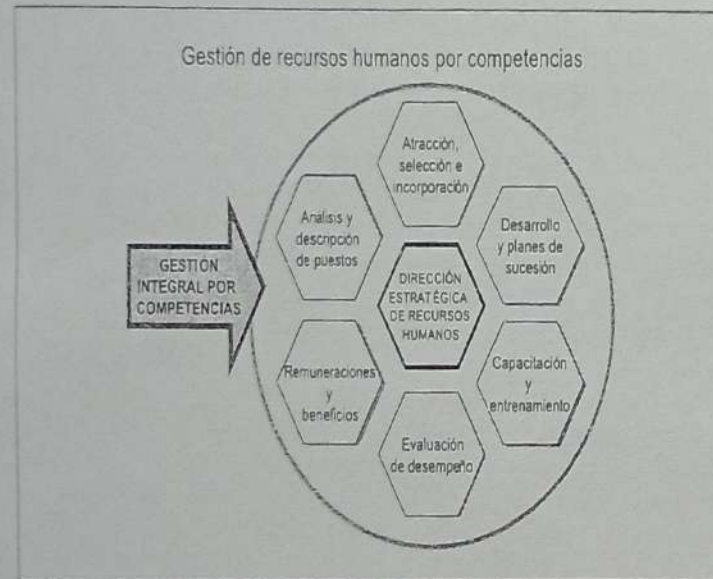 Gestión de recursos humanos por competencias
Atracción,
selección e
incorporación
Análisis y
descripción
de puestos
Desarrollo
y planes de
sucesión
GESTIÓN
INTEGRAL POR
COMPETENCIAS
DIRECCIÓN
ESTRATÉGICA
DE RECURSOS
HUMANOS
Remuneraciones
y
beneficios
Capacitación
y
entrenamiento
Evaluación
de desempeño